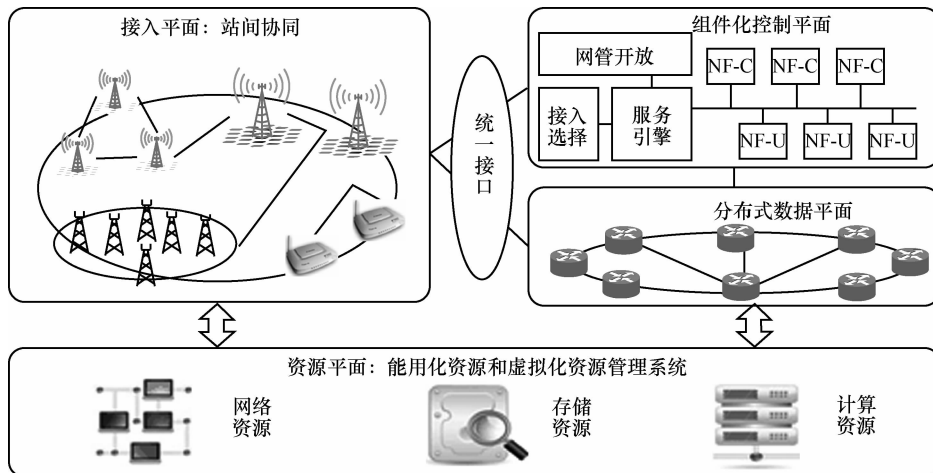 接入平面：站间协同
统一接口
组件化控制平面
网管开放
接入
选择
服务
引擎
NF-C
NF-C
NF-C
NF-U
NF-U
NF-U
分布式数据平面
资源平面：能用化资源和虚拟化资源管理系统
网络
资源
存储
资源
计算
资源